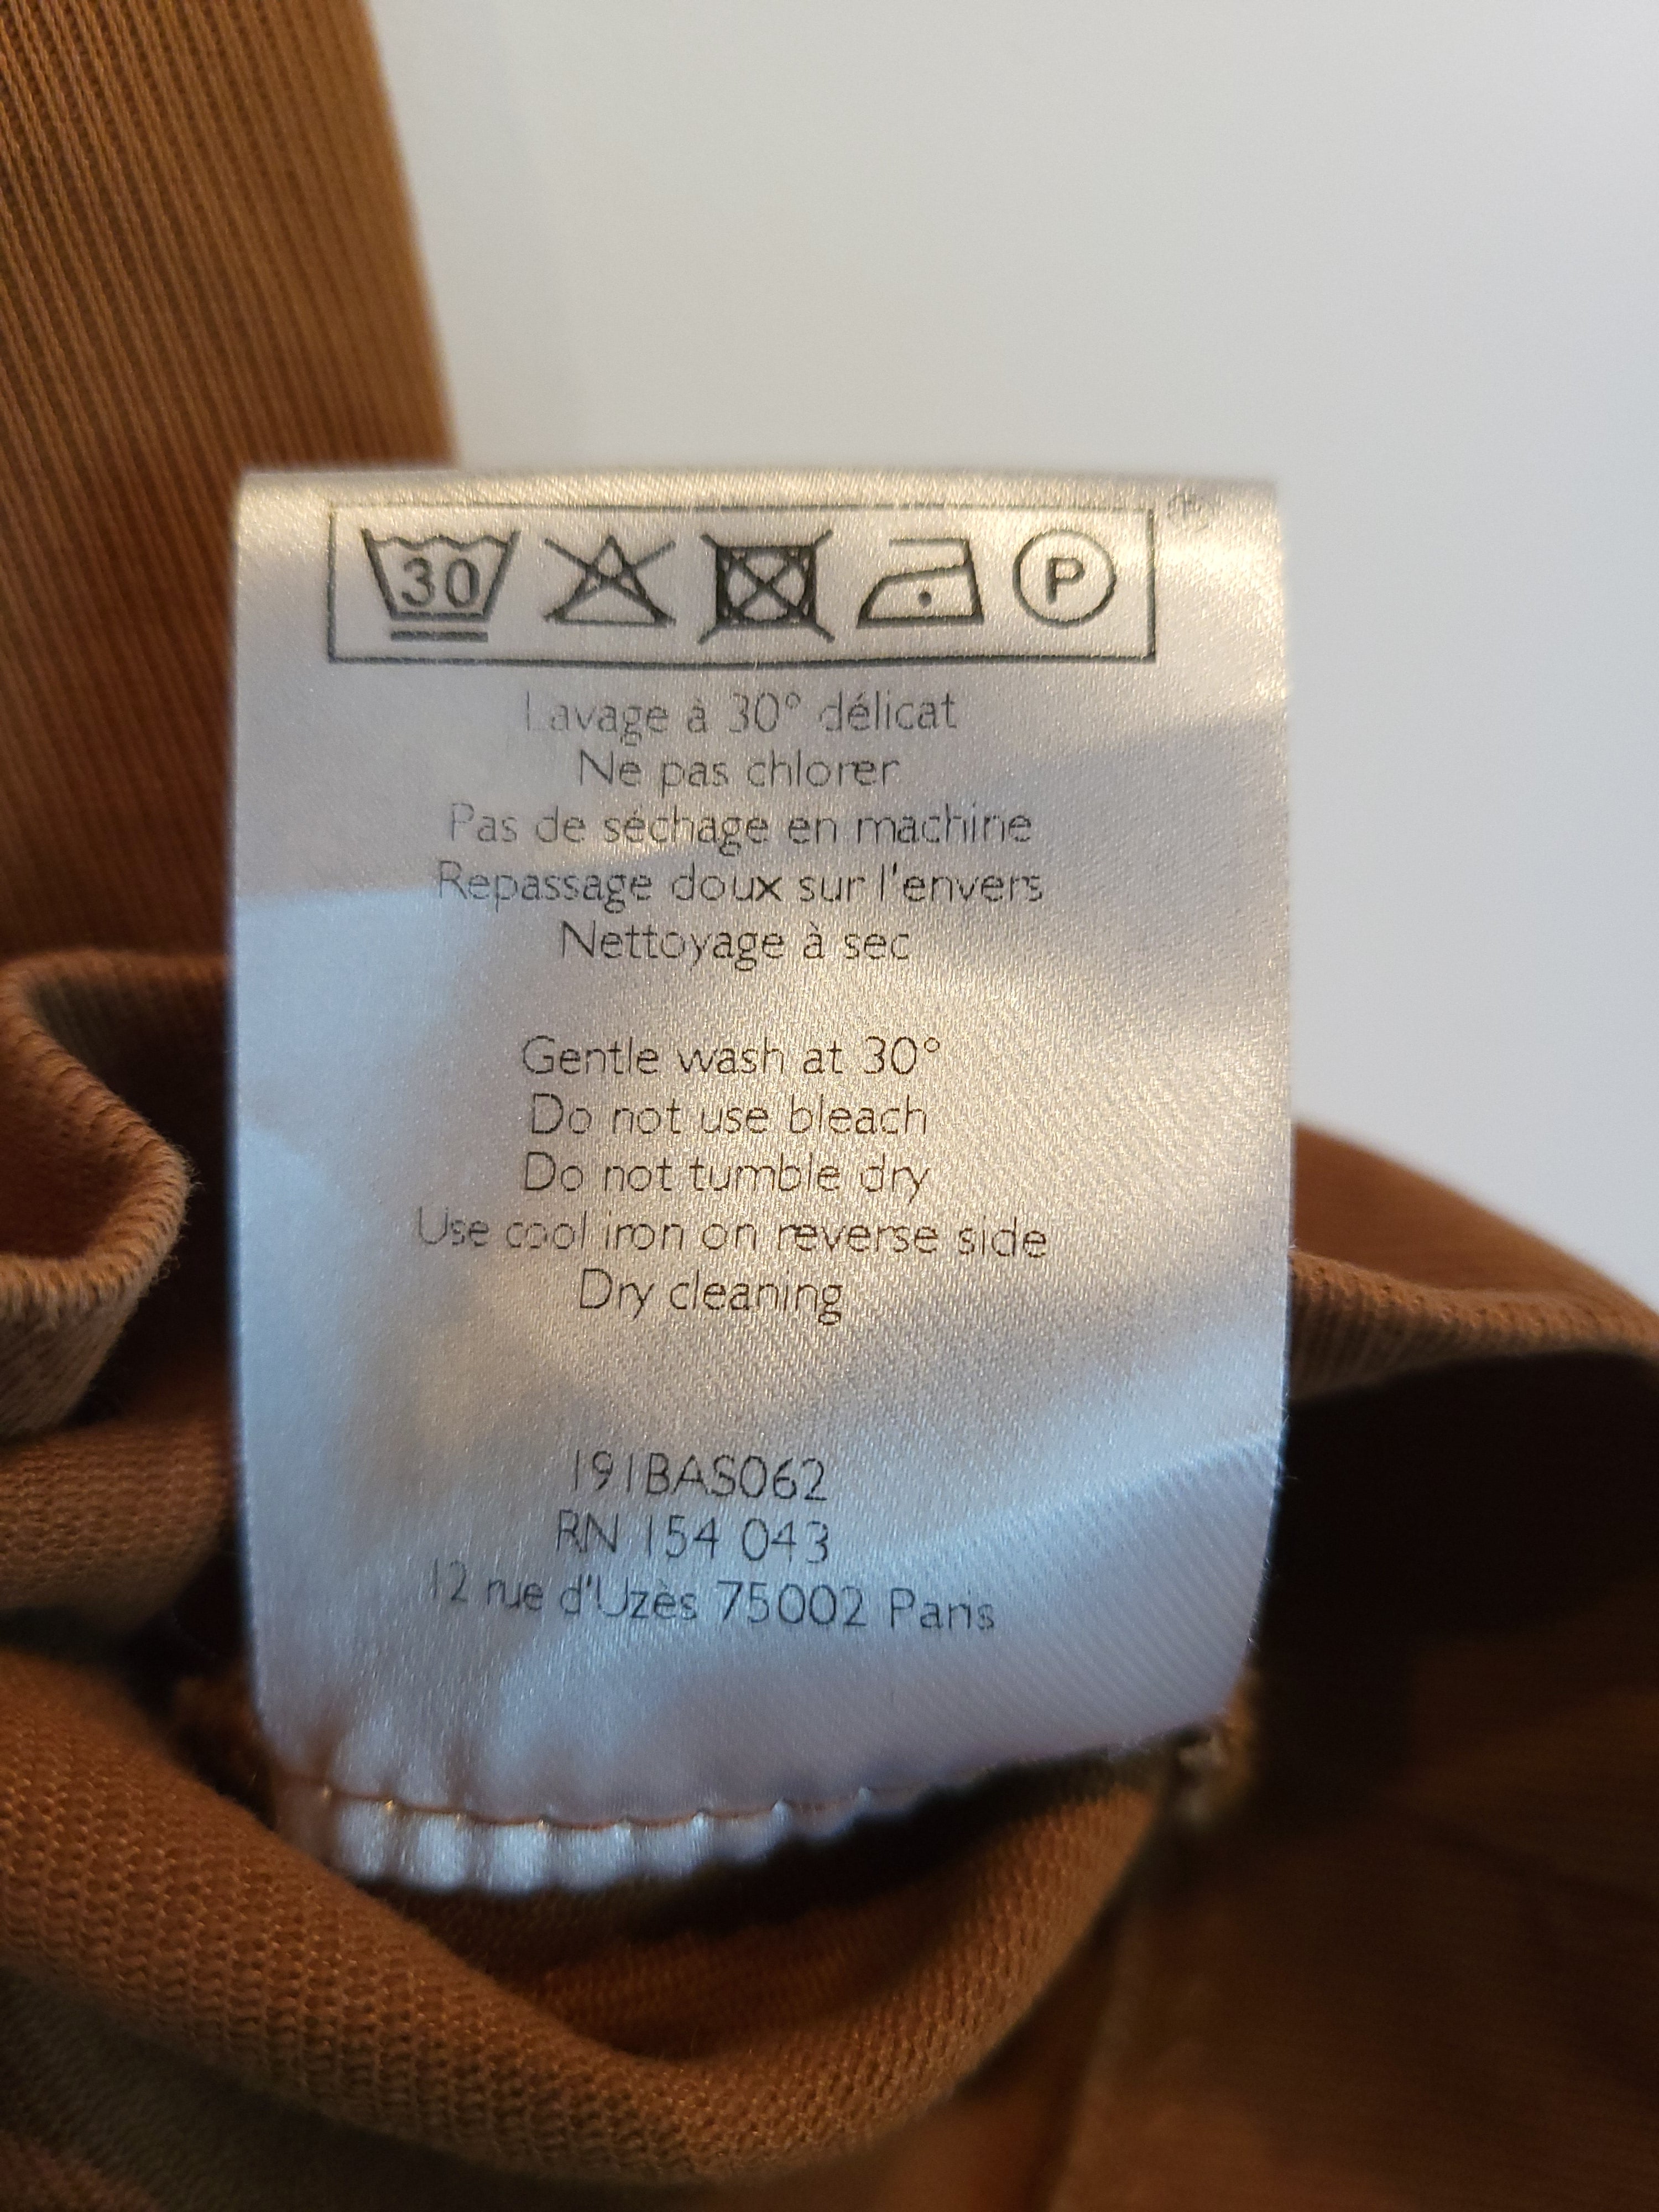 30 P
Lavage à 30° délicat
Ne pas chlorer
Pas de séchage en machine
Repassage doux sur l'envers
Nettoyage à sec
Gentle wash at 30°
Do not use bleach
Do not tumble dry
Use cool iron on reverse side
Dry cleaning
191BAS062
RN 154 043
12 rue d'Uzès 75002 Paris